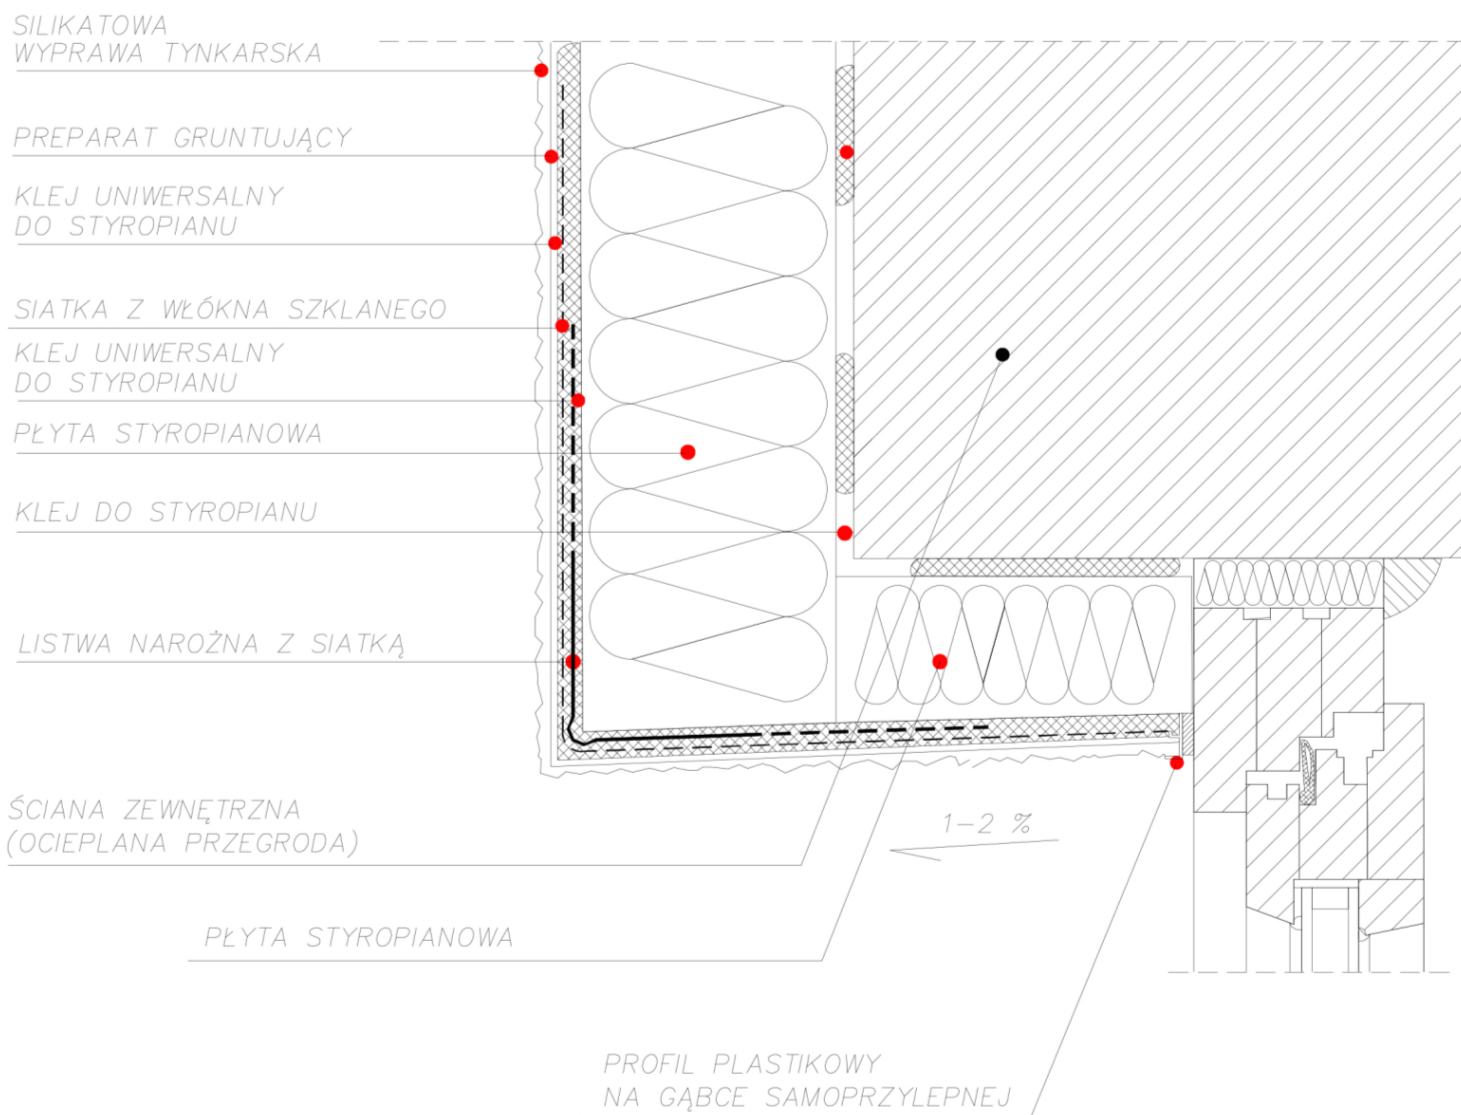 SILIKATOWA
WYPRAWA TYNKARSKA
PREPARAT GRUNTUJĄCY
KLEJ UNIWERSALNY
DO STYROPIANU
SIATKA Z WŁÓKNA SZKLANEGO
KLEJ UNIWERSALNY
DO STYROPIANU
PŁYTA STYROPIANOWA
KLEJ DO STYROPIANU
LISTWA NAROŻNA Z SIATKĄ
ŚCIANA ZEWNĘTRZNA
(OCIEPLANA PRZEGRODA)
1-2 %
PŁYTA STYROPIANOWA
PROFIL PLASTIKOWY
NA GĄBCE SAMOPRZYLEPNEJ